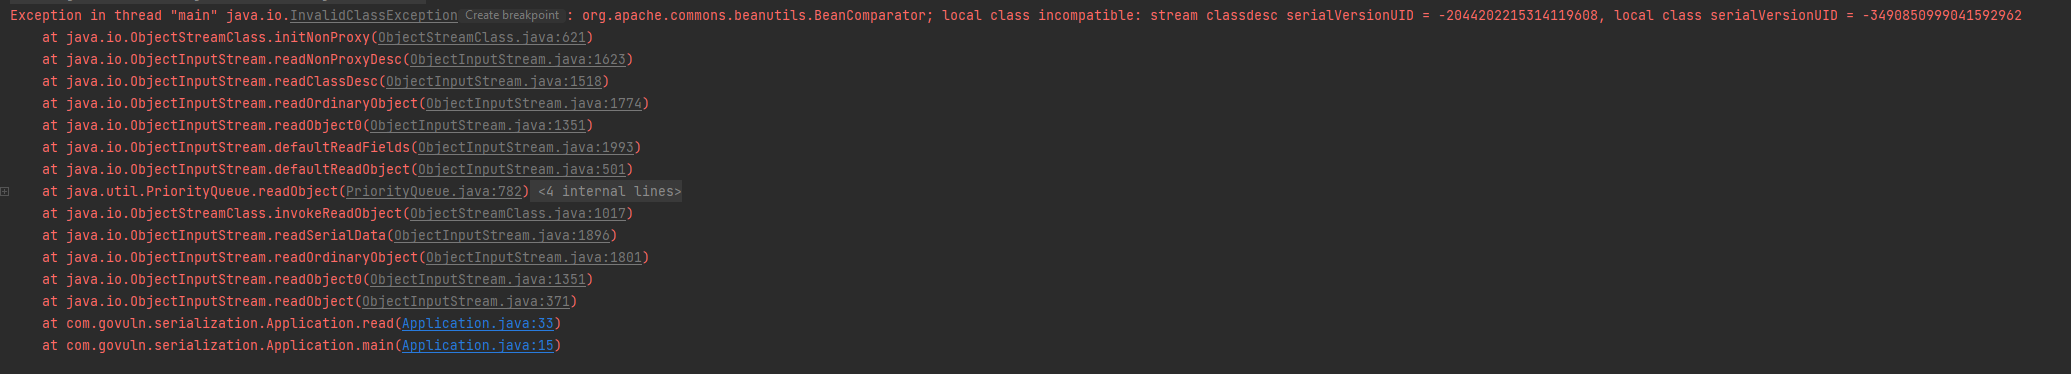 Exception in thread "main" java.io.InvalidClassException Create breakpoint : org.apache.commons.beanutils.BeanComparator; local class incompatible: stream classdesc serialVersionUID = -2044202215314119608, local class serialVersionUID = -3490850999041592962
at java.io.ObjectStreamClass.initNonProxy(ObjectStreamClass.java:621)
at java.io.ObjectInputStream.readNonProxyDesc(ObjectInputStream.java:1623)
at java.io.ObjectInputStream.readClassDesc(ObjectInputStream.java:1518)
at java.io.ObjectInputStream.readOrdinaryObject(ObjectInputStream.java:1774)
at java.io.ObjectInputStream.readObject0(ObjectInputStream.java:1351)
at java.io.ObjectInputStream.defaultReadFields(ObjectInputStream.java:1993)
at java.io.ObjectInputStream.defaultReadObject(ObjectInputStream.java:501)
at java.util.PriorityQueue.readObject(PriorityQueue.java:782) <4 internal lines>
at java.io.ObjectStreamClass.invokeReadObject(ObjectStreamClass.java:1017)
at java.io.ObjectInputStream.readSerialData(ObjectInputStream.java:1896)
at java.io.ObjectInputStream.readOrdinaryObject(ObjectInputStream.java:1801)
at java.io.ObjectInputStream.readObject0(ObjectInputStream.java:1351)
at java.io.ObjectInputStream.readObject(ObjectInputStream.java:371)
at com.govuln.serialization.Application.read(Application.java:33)
at com.govuln.serialization.Application.main(Application.java:15)